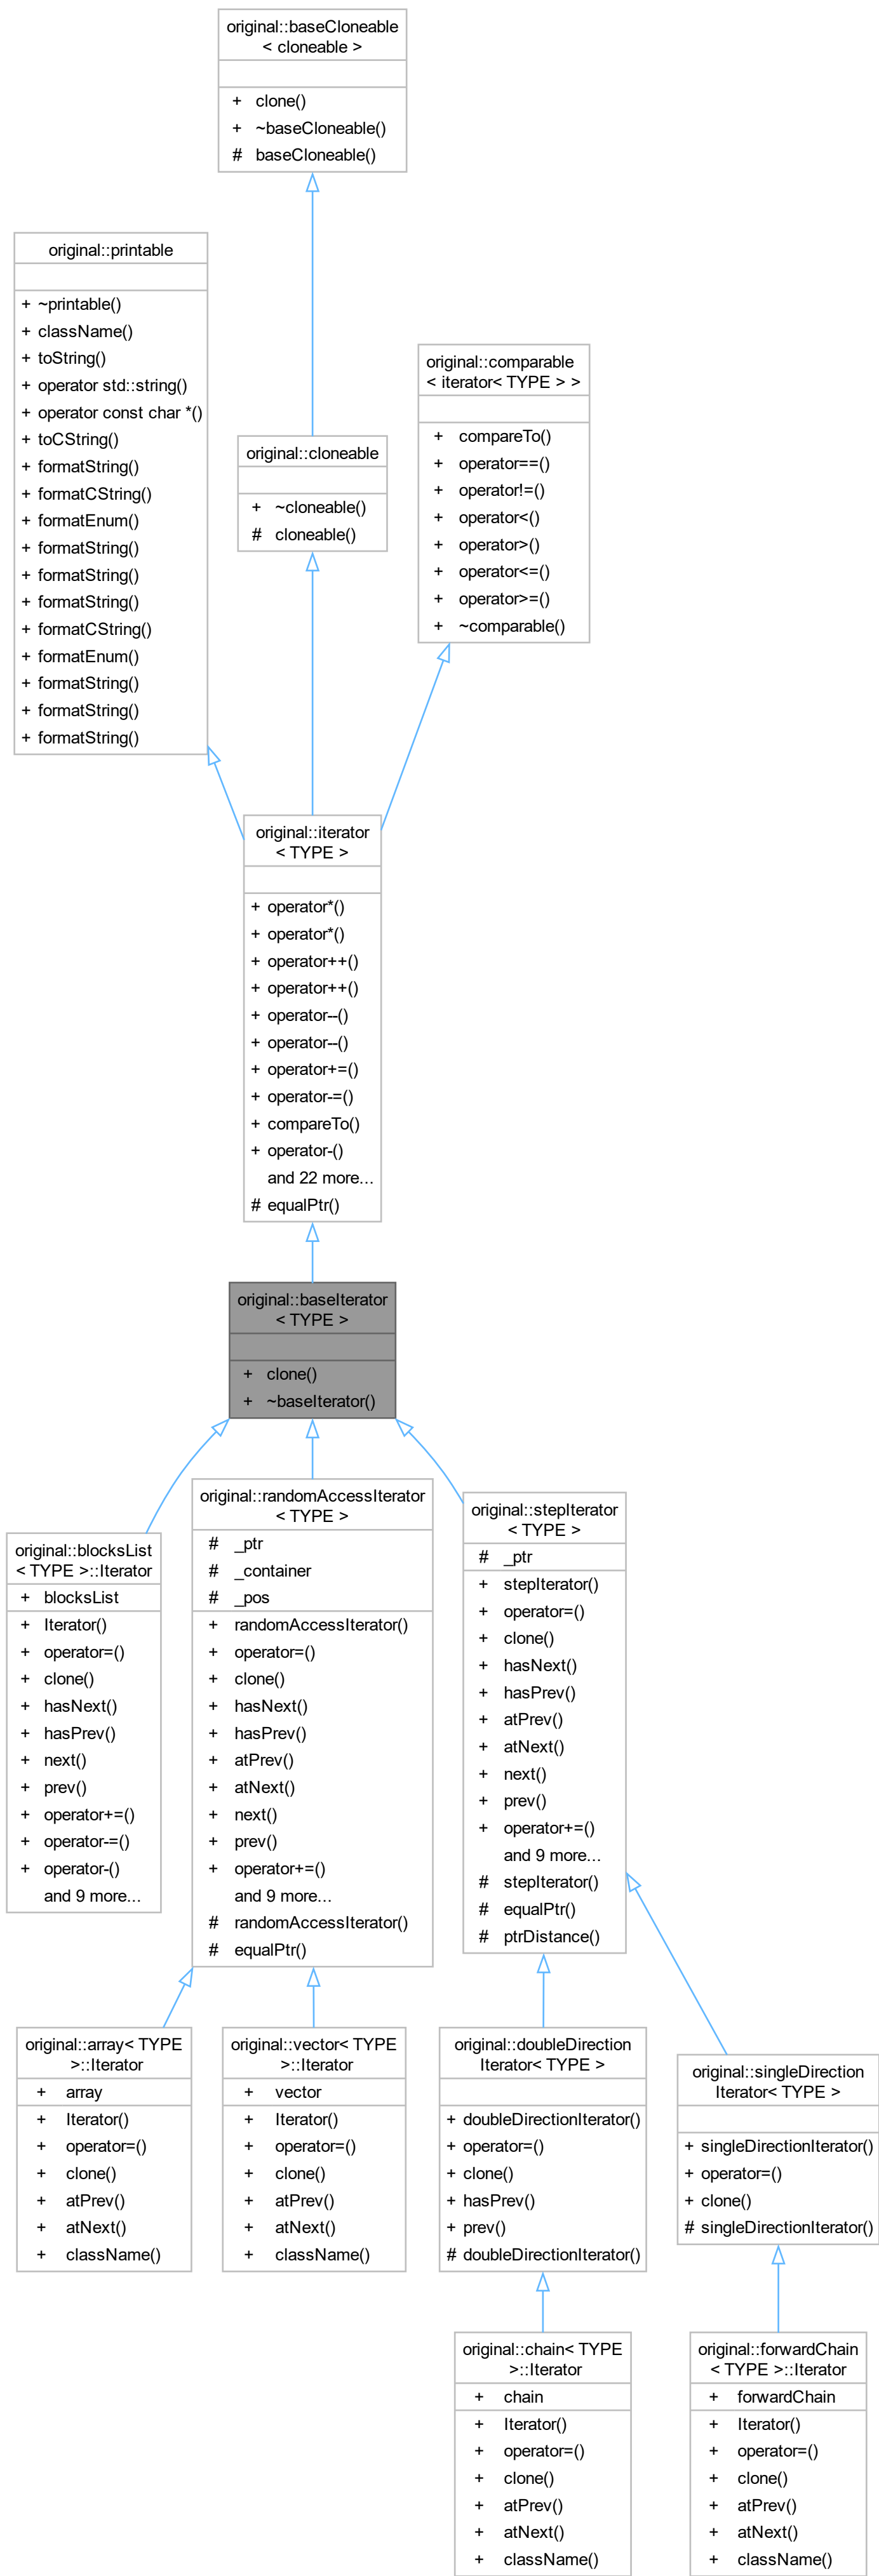 original::baseCloneable
< cloneable >
+ clone()
+ ~baseCloneable()
# baseCloneable()
original::printable
+ ~printable()
+ className()
+ toString()
+ operator std::string()
+ operator const char *()
+ toCString()
+ formatString()
+ formatCString()
+ formatEnum()
+ formatString()
+ formatString()
+ formatString()
+ formatCString()
+ formatEnum()
+ formatString()
+ formatString()
+ formatString()
original::cloneable
+ ~cloneable()
# cloneable()
original::comparable
< iterator< TYPE > >
+ compareTo()
+ operator==()
+ operator!=()
+ operator<()
+ operator>()
+ operator<=()
+ operator>=()
+ ~comparable()
original::iterator
< TYPE >
+ operator*()
+ operator*()
+ operator++()
+ operator++()
+ operator--()
+ operator--()
+ operator+=()
+ operator-=()
+ compareTo()
+ operator-()
and 22 more...
# equalPtr()
original::baseIterator
< TYPE >
+ clone()
+ ~baseIterator()
original::blocksList
< TYPE >::Iterator
+ blocksList
+ Iterator()
+ operator=()
+ clone()
+ hasNext()
+ hasPrev()
+ next()
+ prev()
+ operator+=()
+ operator-=()
+ operator-()
and 9 more...
original::randomAccessIterator
< TYPE >
# _ptr
# _container
# _pos
+ randomAccessIterator()
+ operator=()
+ clone()
+ hasNext()
+ hasPrev()
+ atPrev()
+ atNext()
+ next()
+ prev()
+ operator+=()
and 9 more...
# randomAccessIterator()
# equalPtr()
original::stepIterator
< TYPE >
# _ptr
+ stepIterator()
+ operator=()
+ clone()
+ hasNext()
+ hasPrev()
+ atPrev()
+ atNext()
+ next()
+ prev()
+ operator+=()
and 9 more...
# stepIterator()
# equalPtr()
# ptrDistance()
original::array< TYPE
>::Iterator
+ array
+ Iterator()
+ operator=()
+ clone()
+ atPrev()
+ atNext()
+ className()
original::vector< TYPE
>::Iterator
+ vector
+ Iterator()
+ operator=()
+ clone()
+ atPrev()
+ atNext()
+ className()
original::doubleDirection
Iterator< TYPE >
+ doubleDirectionIterator()
+ operator=()
+ clone()
+ hasPrev()
+ prev()
# doubleDirectionIterator()
original::singleDirection
Iterator< TYPE >
+ singleDirectionIterator()
+ operator=()
+ clone()
# singleDirectionIterator()
original::chain< TYPE
>::Iterator
+ chain
+ Iterator()
+ operator=()
+ clone()
+ atPrev()
+ atNext()
+ className()
original::forwardChain
< TYPE >::Iterator
+ forwardChain
+ Iterator()
+ operator=()
+ clone()
+ atPrev()
+ atNext()
+ className()